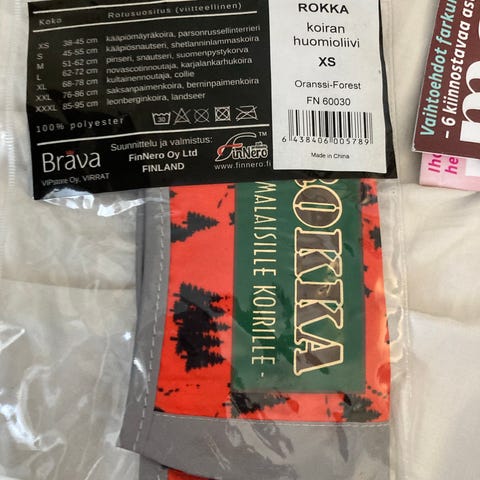 Koko Rotusuositus (viitteellinen)
XS 38-45 cm kääpiömäyräkoira, parsonrussellinterrieri
S 45-55 cm kääpiösnautseri, shetlanninlammaskoira
M 51-62 cm pinseri, snautseri, suomenpystykorva
L 62-72 cm novascotiannoutaja, karjalankarhukoira
XL 68-78 cm kultainennoutaja, collie
XXL 76-86 cm saksanpaimenkoira, berninpaimenkoira
XXXL 85-95 cm leonberginkoira, landseer
100% polyester
Bråva
VIPstore Oy, VIRRAT
Suunnittelu ja valmistus:
FinNero Oy Ltd
FINLAND
FinNero TM
www.finnero.fi
ROKKA
koiran
huomioliivi
XS
Oranssi-Forest
FN 60030
6 438406 005789
Made in China
ROKKA
MALAISILLE KOIRILLE -
Vaihtoehdot farkuil
- 6 kiinnostavaa as